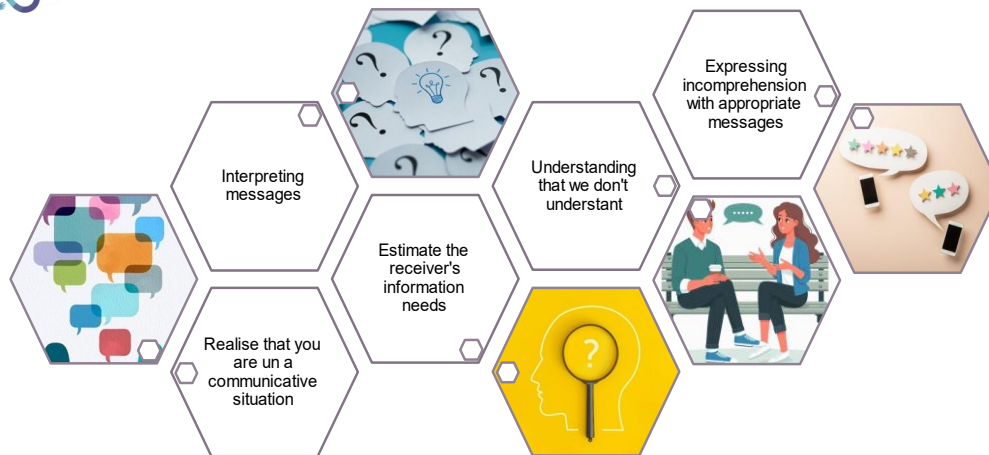 Expressing
incomprehension
with appropriate
messages
Interpreting
messages
Understanding
that we don't
understant
Estimate the
receiver's
information
needs
Realise that you
are un a
communicative
situation
? 
?
?
?
?
?
?